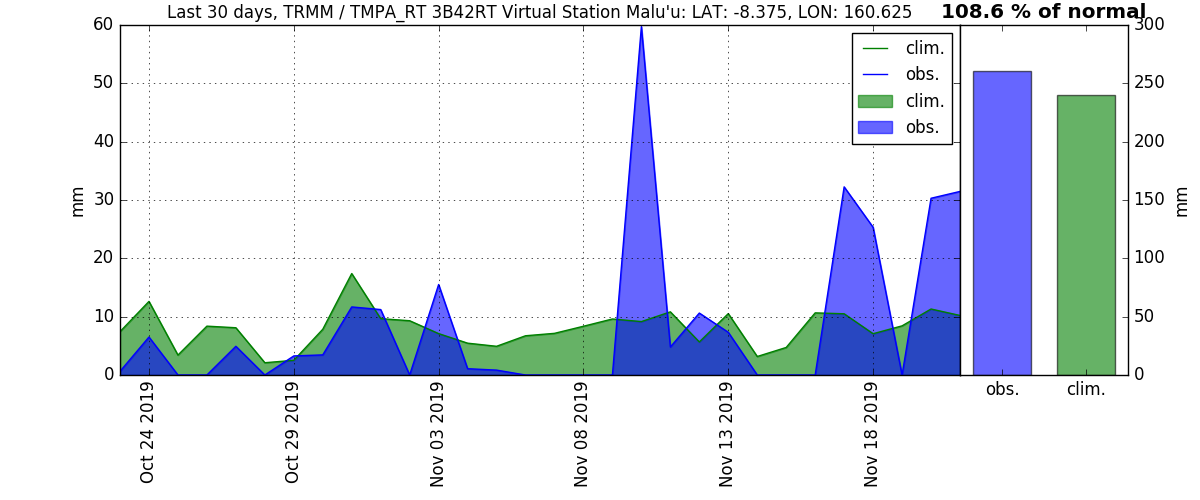 Last 30 days, TRMM / TMPA_RT 3B42RT Virtual Station Malu'u: LAT: -8.375, LON: 160.625
108.6 % of normal
60
50
40
30
20
10
0
mm
clim.
obs.
clim.
obs.
300
250
200
150
100
50
0
mm
Oct 24 2019
Oct 29 2019
Nov 03 2019
Nov 08 2019
Nov 13 2019
Nov 18 2019
obs.
clim.